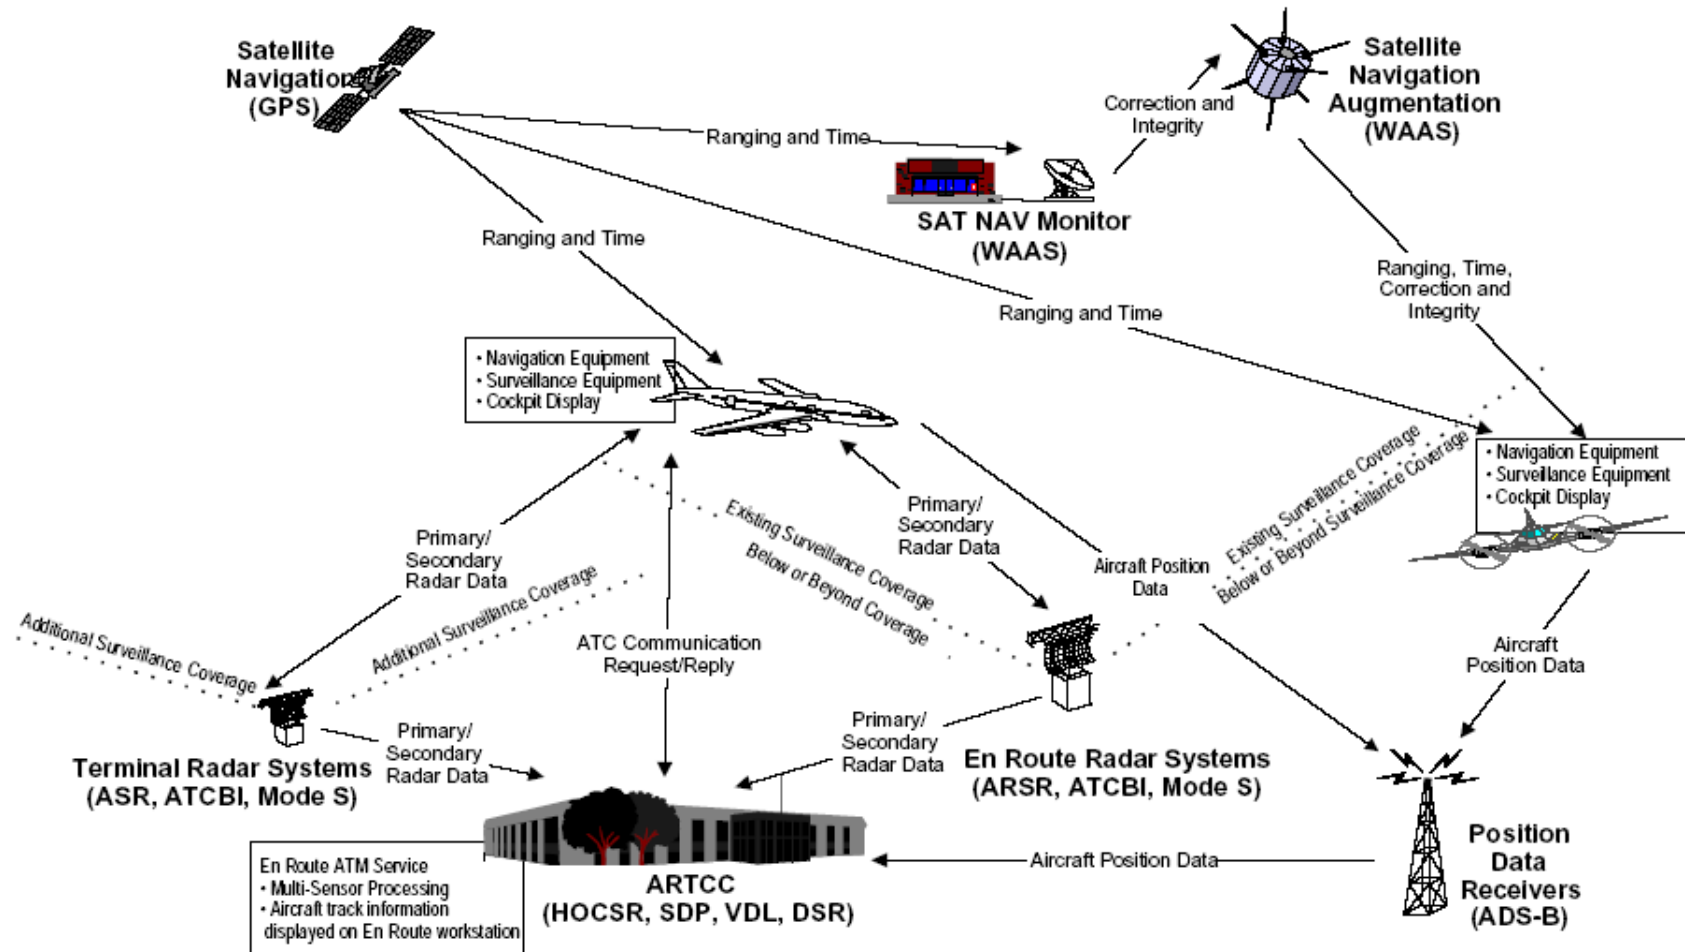 Satellite
Navigation
(GPS)
Satellite
Navigation
Augmentation
(WAAS)
Correction and
Integrity
Ranging and Time
SAT NAV Monitor
(WAAS)
Ranging and Time
Ranging, Time,
Correction and
Integrity
Ranging and Time
• Navigation Equipment
• Surveillance Equipment
• Cockpit Display
• Navigation Equipment
• Surveillance Equipment
• Cockpit Display
Existing Surveillance Coverage
Below or Beyond Surveillance Coverage
Primary/
Secondary
Radar Data
Existing Surveillance Coverage
Below or Beyond Coverage
Primary/
Secondary
Radar Data
Aircraft Position
Data
Additional Surveillance Coverage
Additional Surveillance Coverage
ATC Communication
Request/Reply
Aircraft
Position Data
Primary/
Secondary
Radar Data
Primary/
Secondary
Radar Data
Terminal Radar Systems
(ASR, ATCBI, Mode S)
En Route Radar Systems
(ARSR, ATCBI, Mode S)
Position
Data
Receivers
(ADS-B)
Aircraft Position Data
En Route ATM Service
• Multi-Sensor Processing
• Aircraft track information
displayed on En Route workstation
ARTCC
(HOCSR, SDP, VDL, DSR)